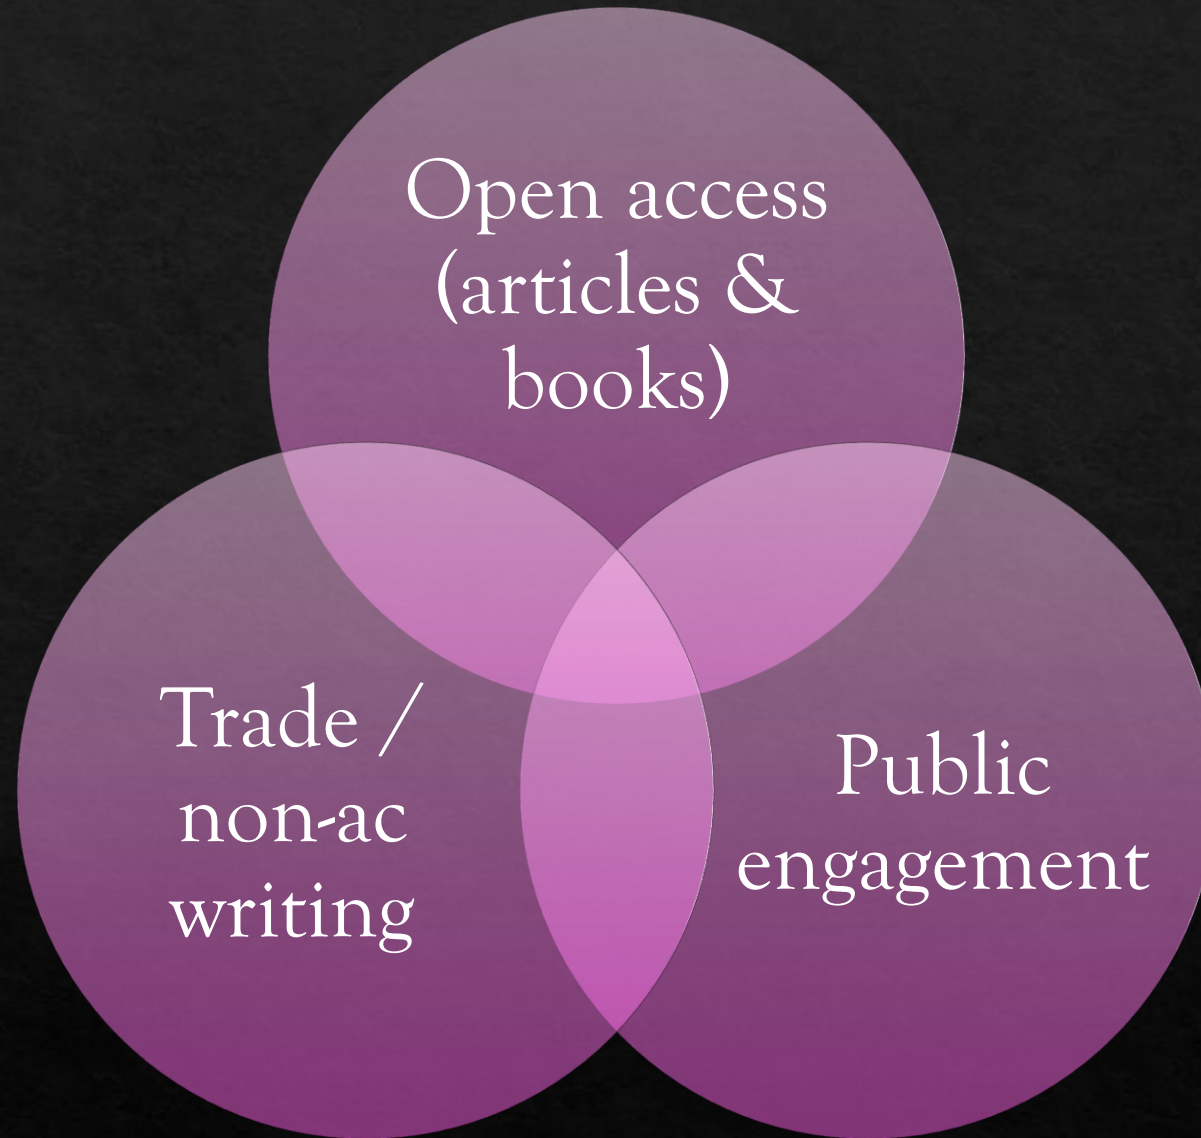 Open access
(articles &
books)
Trade /
non-ac
writing
Public
engagement